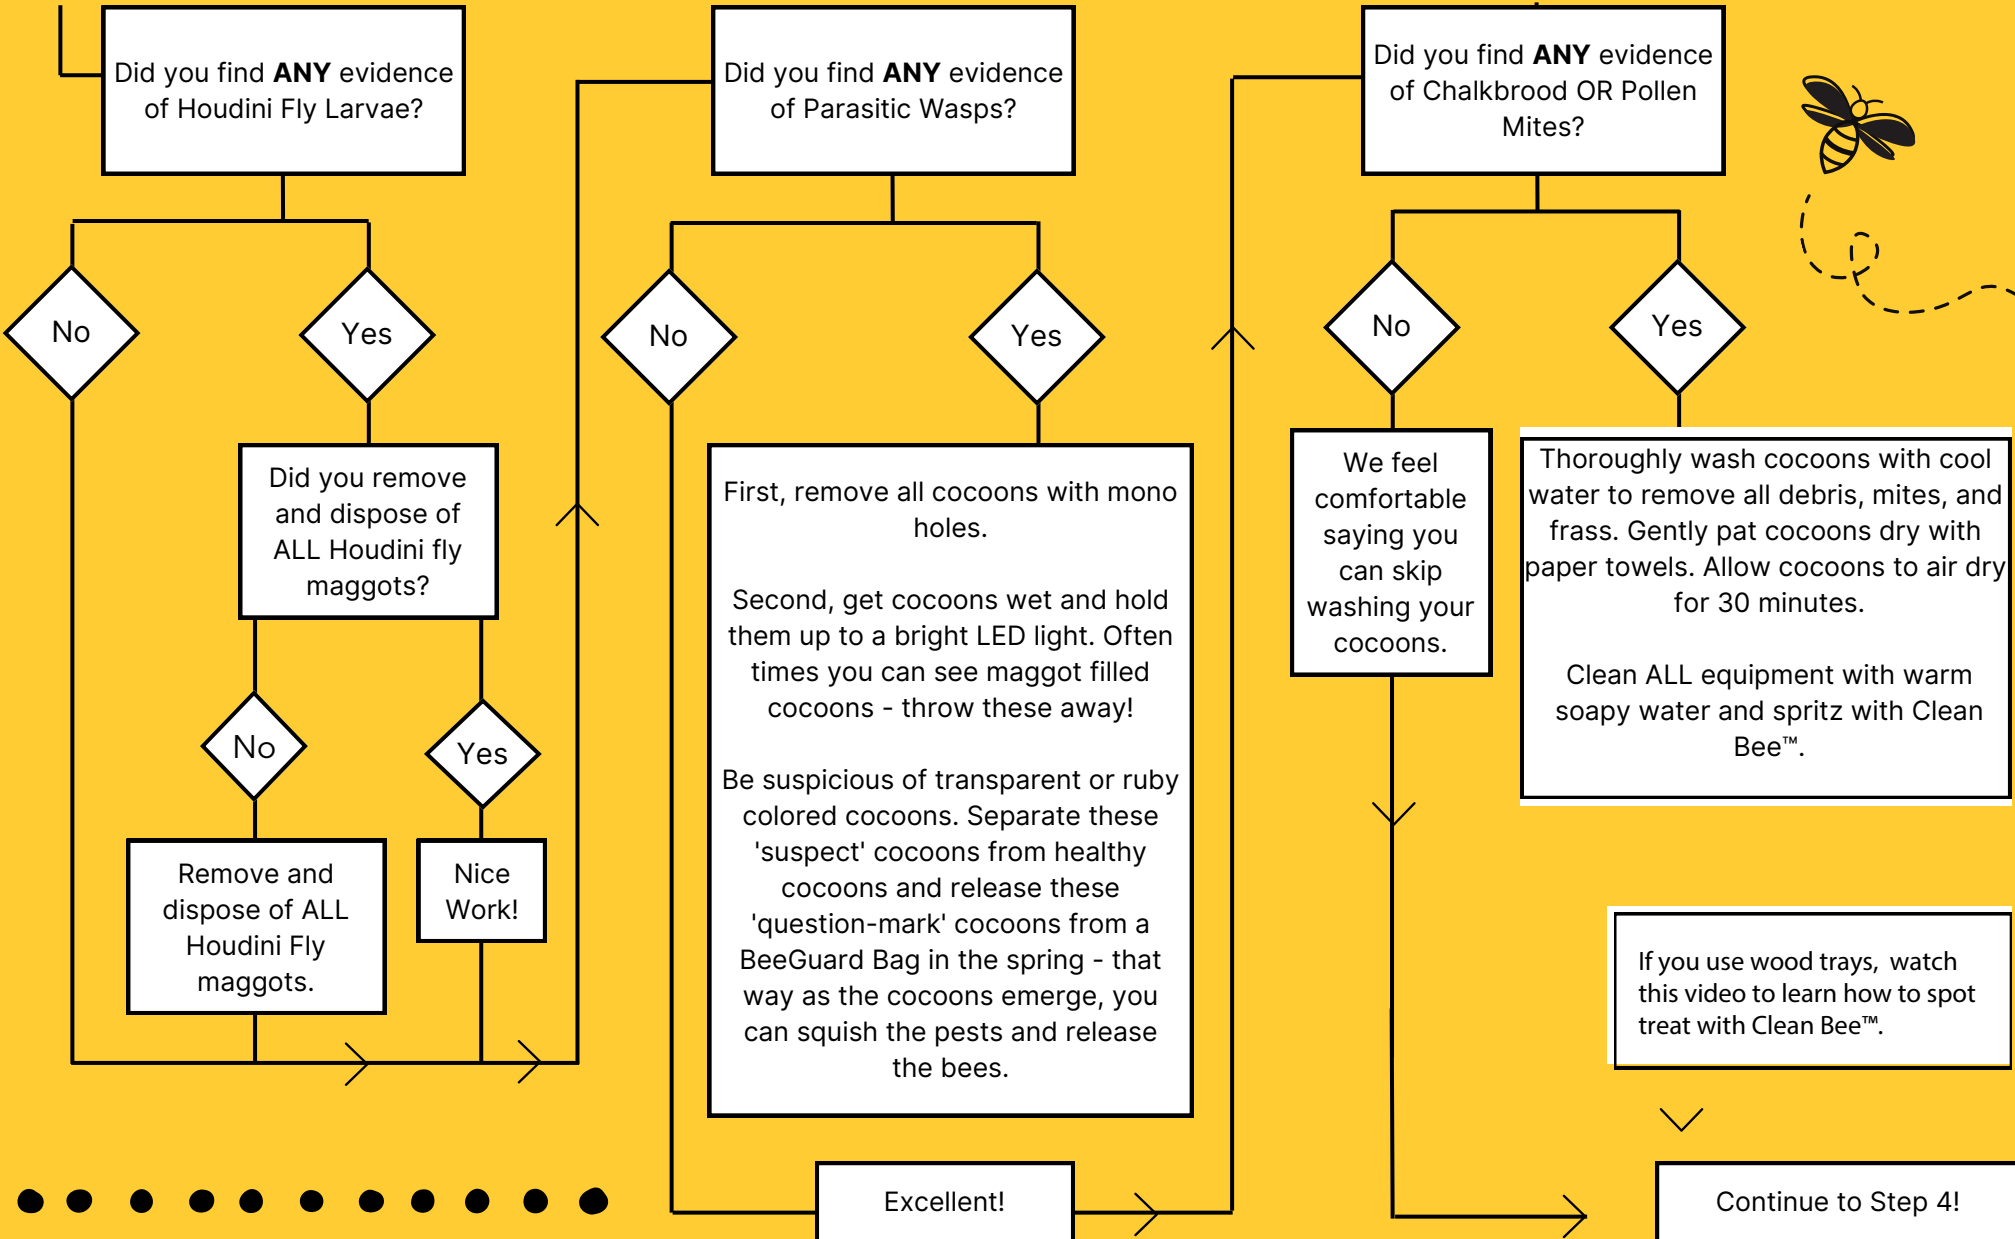 Did you find ANY evidence
of Houdini Fly Larvae?
No
Yes
Did you remove
and dispose of
ALL Houdini fly
maggots?
No
Yes
Remove and
dispose of ALL
Houdini Fly
maggots.
Nice
Work!
Did you find ANY evidence
of Parasitic Wasps?
No
Yes
First, remove all cocoons with mono
holes.
Second, get cocoons wet and hold
them up to a bright LED light. Often
times you can see maggot filled
cocoons - throw these away!
Be suspicious of transparent or ruby
colored cocoons. Separate these
'suspect' cocoons from healthy
cocoons and release these
'question-mark' cocoons from a
BeeGuard Bag in the spring - that
way as the cocoons emerge, you
can squish the pests and release
the bees.
Excellent!
Did you find ANY evidence
of Chalkbrood OR Pollen
Mites?
No
Yes
We feel
comfortable
saying you
can skip
washing your
cocoons.
Thoroughly wash cocoons with cool
water to remove all debris, mites, and
frass. Gently pat cocoons dry with
paper towels. Allow cocoons to air dry
for 30 minutes.
Clean ALL equipment with warm
soapy water and spritz with Clean
Bee™.
If you use wood trays, watch
this video to learn how to spot
treat with Clean Bee™.
Continue to Step 4!